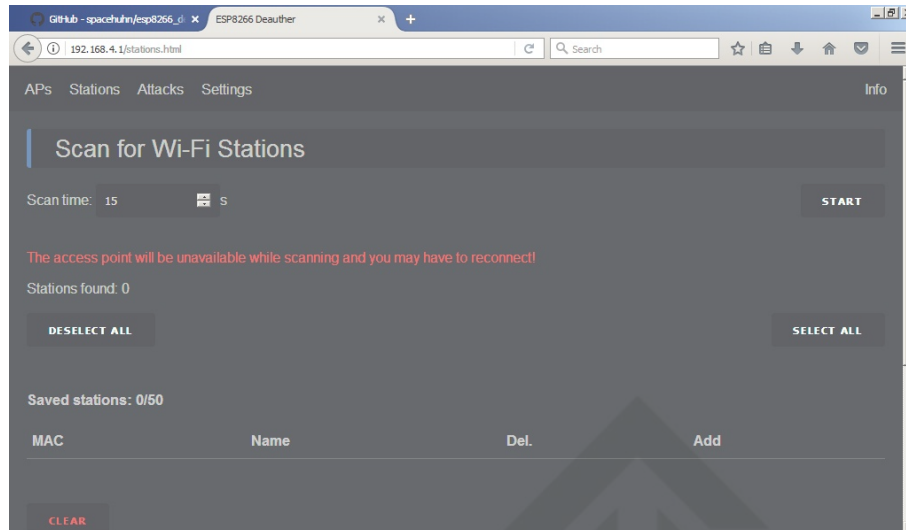 GitHub - spacehuhn/esp8266_d
ESP8266 Deauther
192.168.4.1/stations.html
Search
APs Stations Attacks Settings Info
Scan for Wi-Fi Stations
Scan time: 15 s START
The access point will be unavailable while scanning and you may have to reconnect!
Stations found: 0
DESELECT ALL SELECT ALL
Saved stations: 0/50
MAC Name Del. Add
CLEAR